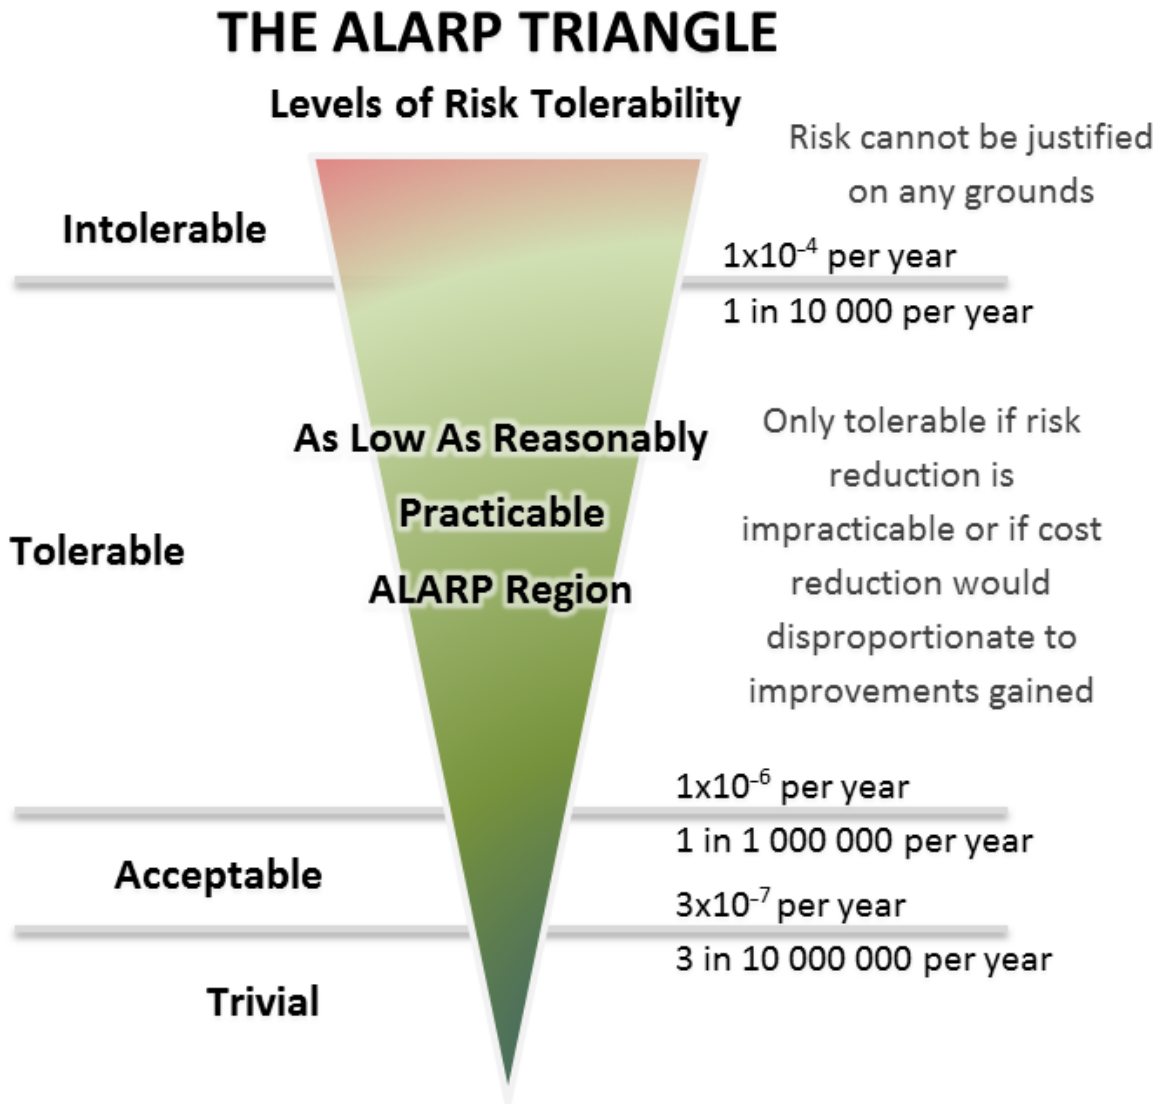 THE ALARP TRIANGLE
Levels of Risk Tolerability
Risk cannot be justified
on any grounds
Intolerable
1x10⁻⁴ per year
1 in 10 000 per year
As Low As Reasonably
Practicable
ALARP Region
Only tolerable if risk
reduction is
impracticable or if cost
reduction would
disproportionate to
improvements gained
Tolerable
1x10⁻⁶ per year
1 in 1 000 000 per year
Acceptable
3x10⁻⁷ per year
3 in 10 000 000 per year
Trivial